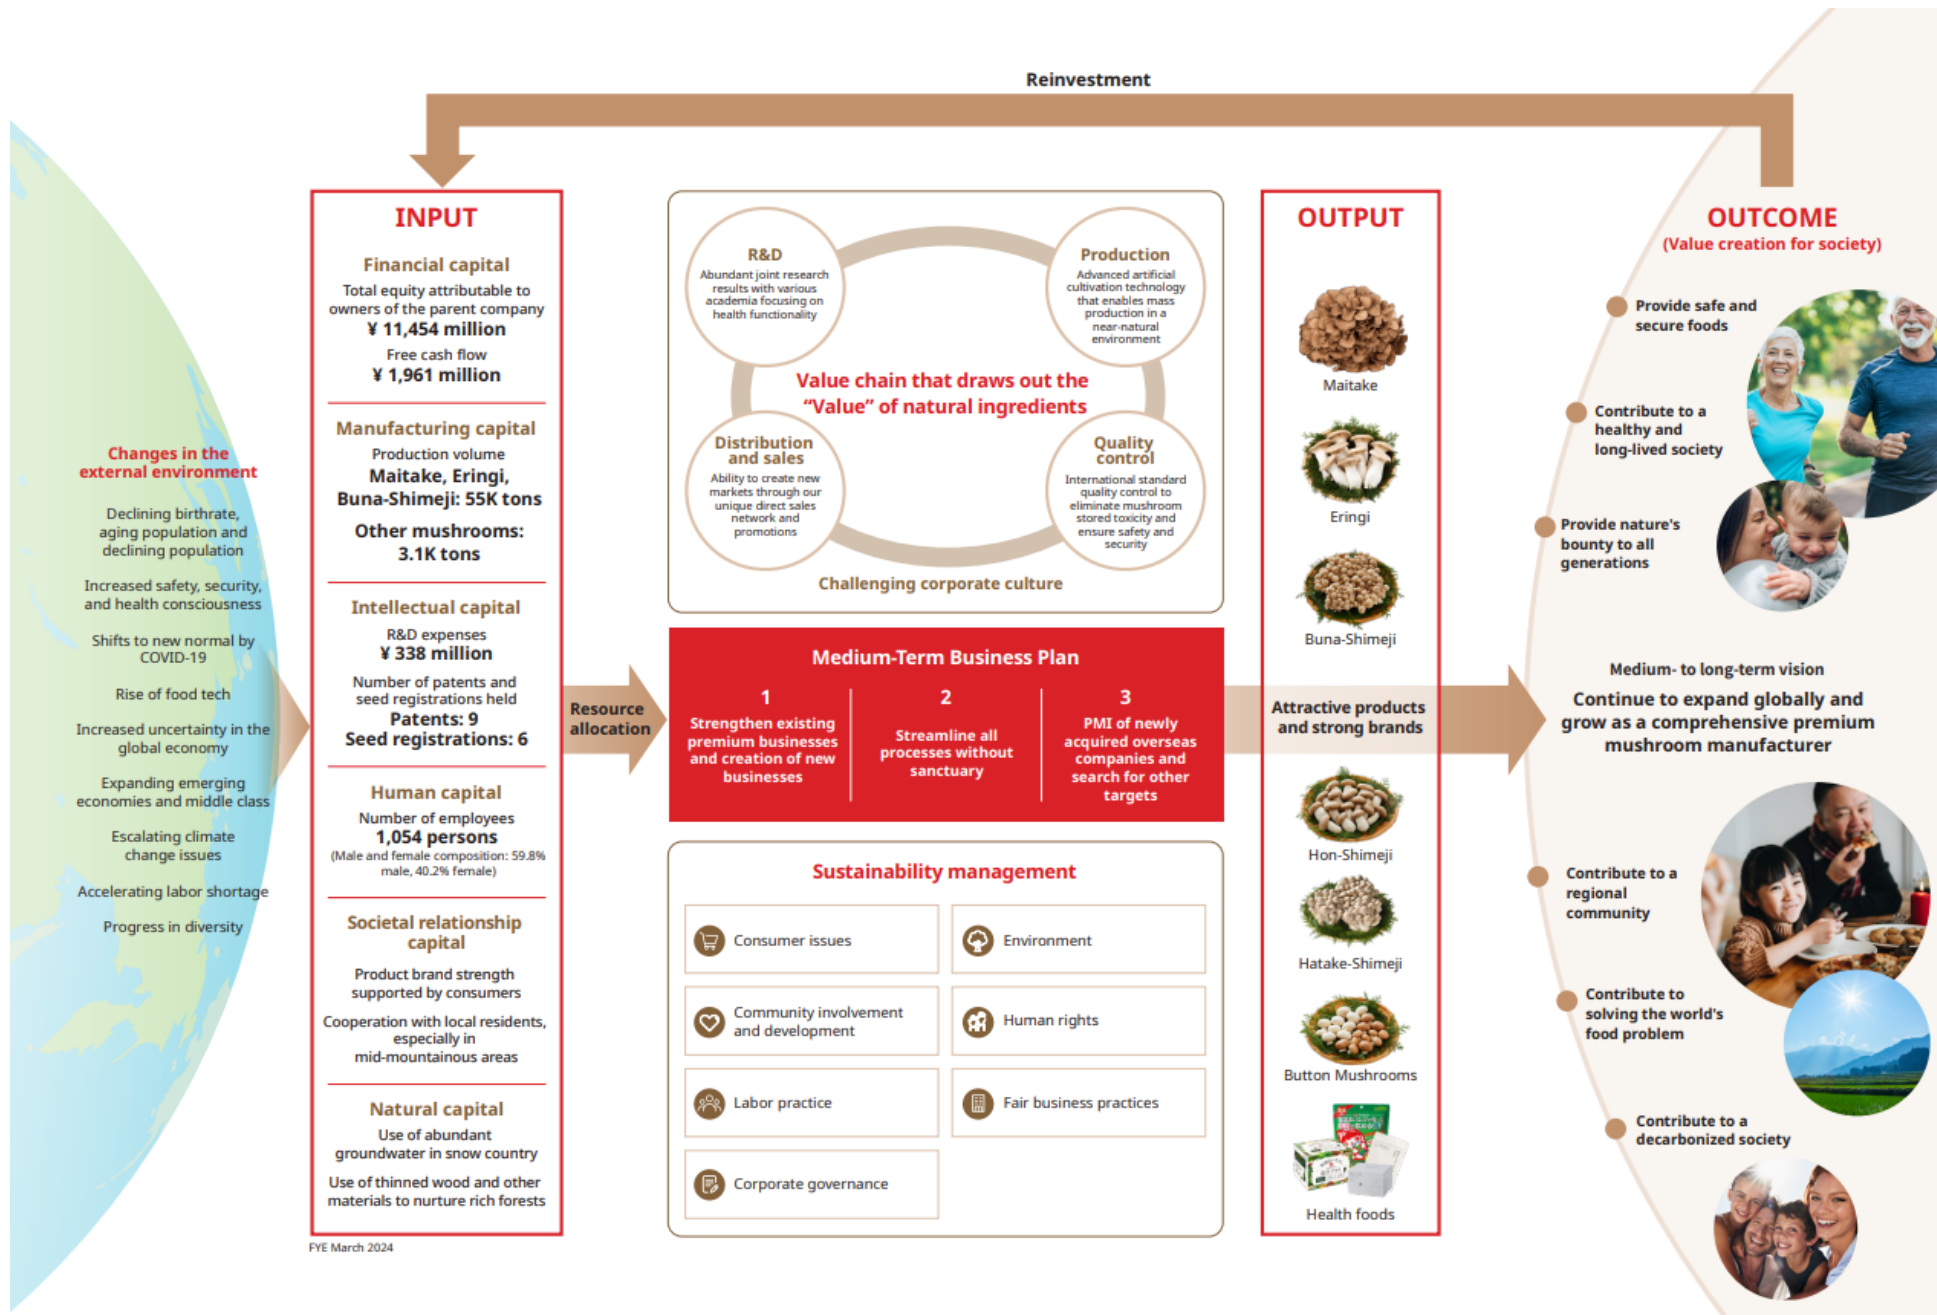 Reinvestment
Changes in the
external environment
Declining birthrate,
aging population and
declining population
Increased safety, security,
and health consciousness
Shifts to new normal by
COVID-19
Rise of food tech
Increased uncertainty in the
global economy
Expanding emerging
economies and middle class
Escalating climate
change issues
Accelerating labor shortage
Progress in diversity
INPUT
Financial capital
Total equity attributable to
owners of the parent company
¥ 11,454 million
Free cash flow
¥ 1,961 million
Manufacturing capital
Production volume
Maitake, Eringi,
Buna-Shimeji: 55K tons
Other mushrooms:
3.1K tons
Intellectual capital
R&D expenses
¥ 338 million
Number of patents and
seed registrations held
Patents: 9
Seed registrations: 6
Human capital
Number of employees
1,054 persons
(Male and female composition: 59.8%
male, 40.2% female)
Societal relationship
capital
Product brand strength
supported by consumers
Cooperation with local residents,
especially in
mid-mountainous areas
Natural capital
Use of abundant
groundwater in snow country
Use of thinned wood and other
materials to nurture rich forests
FYE March 2024
Resource
allocation
R&D
Abundant joint research
results with various
academia focusing on
health functionality
Production
Advanced artificial
cultivation technology
that enables mass
production in a
near-natural
environment
Value chain that draws out the
“Value” of natural ingredients
Distribution
and sales
Ability to create new
markets through our
unique direct sales
network and
promotions
Quality
control
International standard
quality control to
eliminate mushroom
stored toxicity and
ensure safety and
security
Challenging corporate culture
Medium-Term Business Plan
1
Strengthen existing
premium businesses
and creation of new
businesses
2
Streamline all
processes without
sanctuary
3
PMI of newly
acquired overseas
companies and
search for other
targets
Sustainability management
Consumer issues
Environment
Community involvement
and development
Human rights
Labor practice
Fair business practices
Corporate governance
OUTPUT
Maitake
Eringi
Buna-Shimeji
Attractive products
and strong brands
Hon-Shimeji
Hatake-Shimeji
Button Mushrooms
Health foods
OUTCOME
(Value creation for society)
Provide safe and
secure foods
Contribute to a
healthy and
long-lived society
Provide nature's
bounty to all
generations
Medium- to long-term vision
Continue to expand globally and
grow as a comprehensive premium
mushroom manufacturer
Contribute to a
regional
community
Contribute to
solving the world's
food problem
Contribute to a
decarbonized society